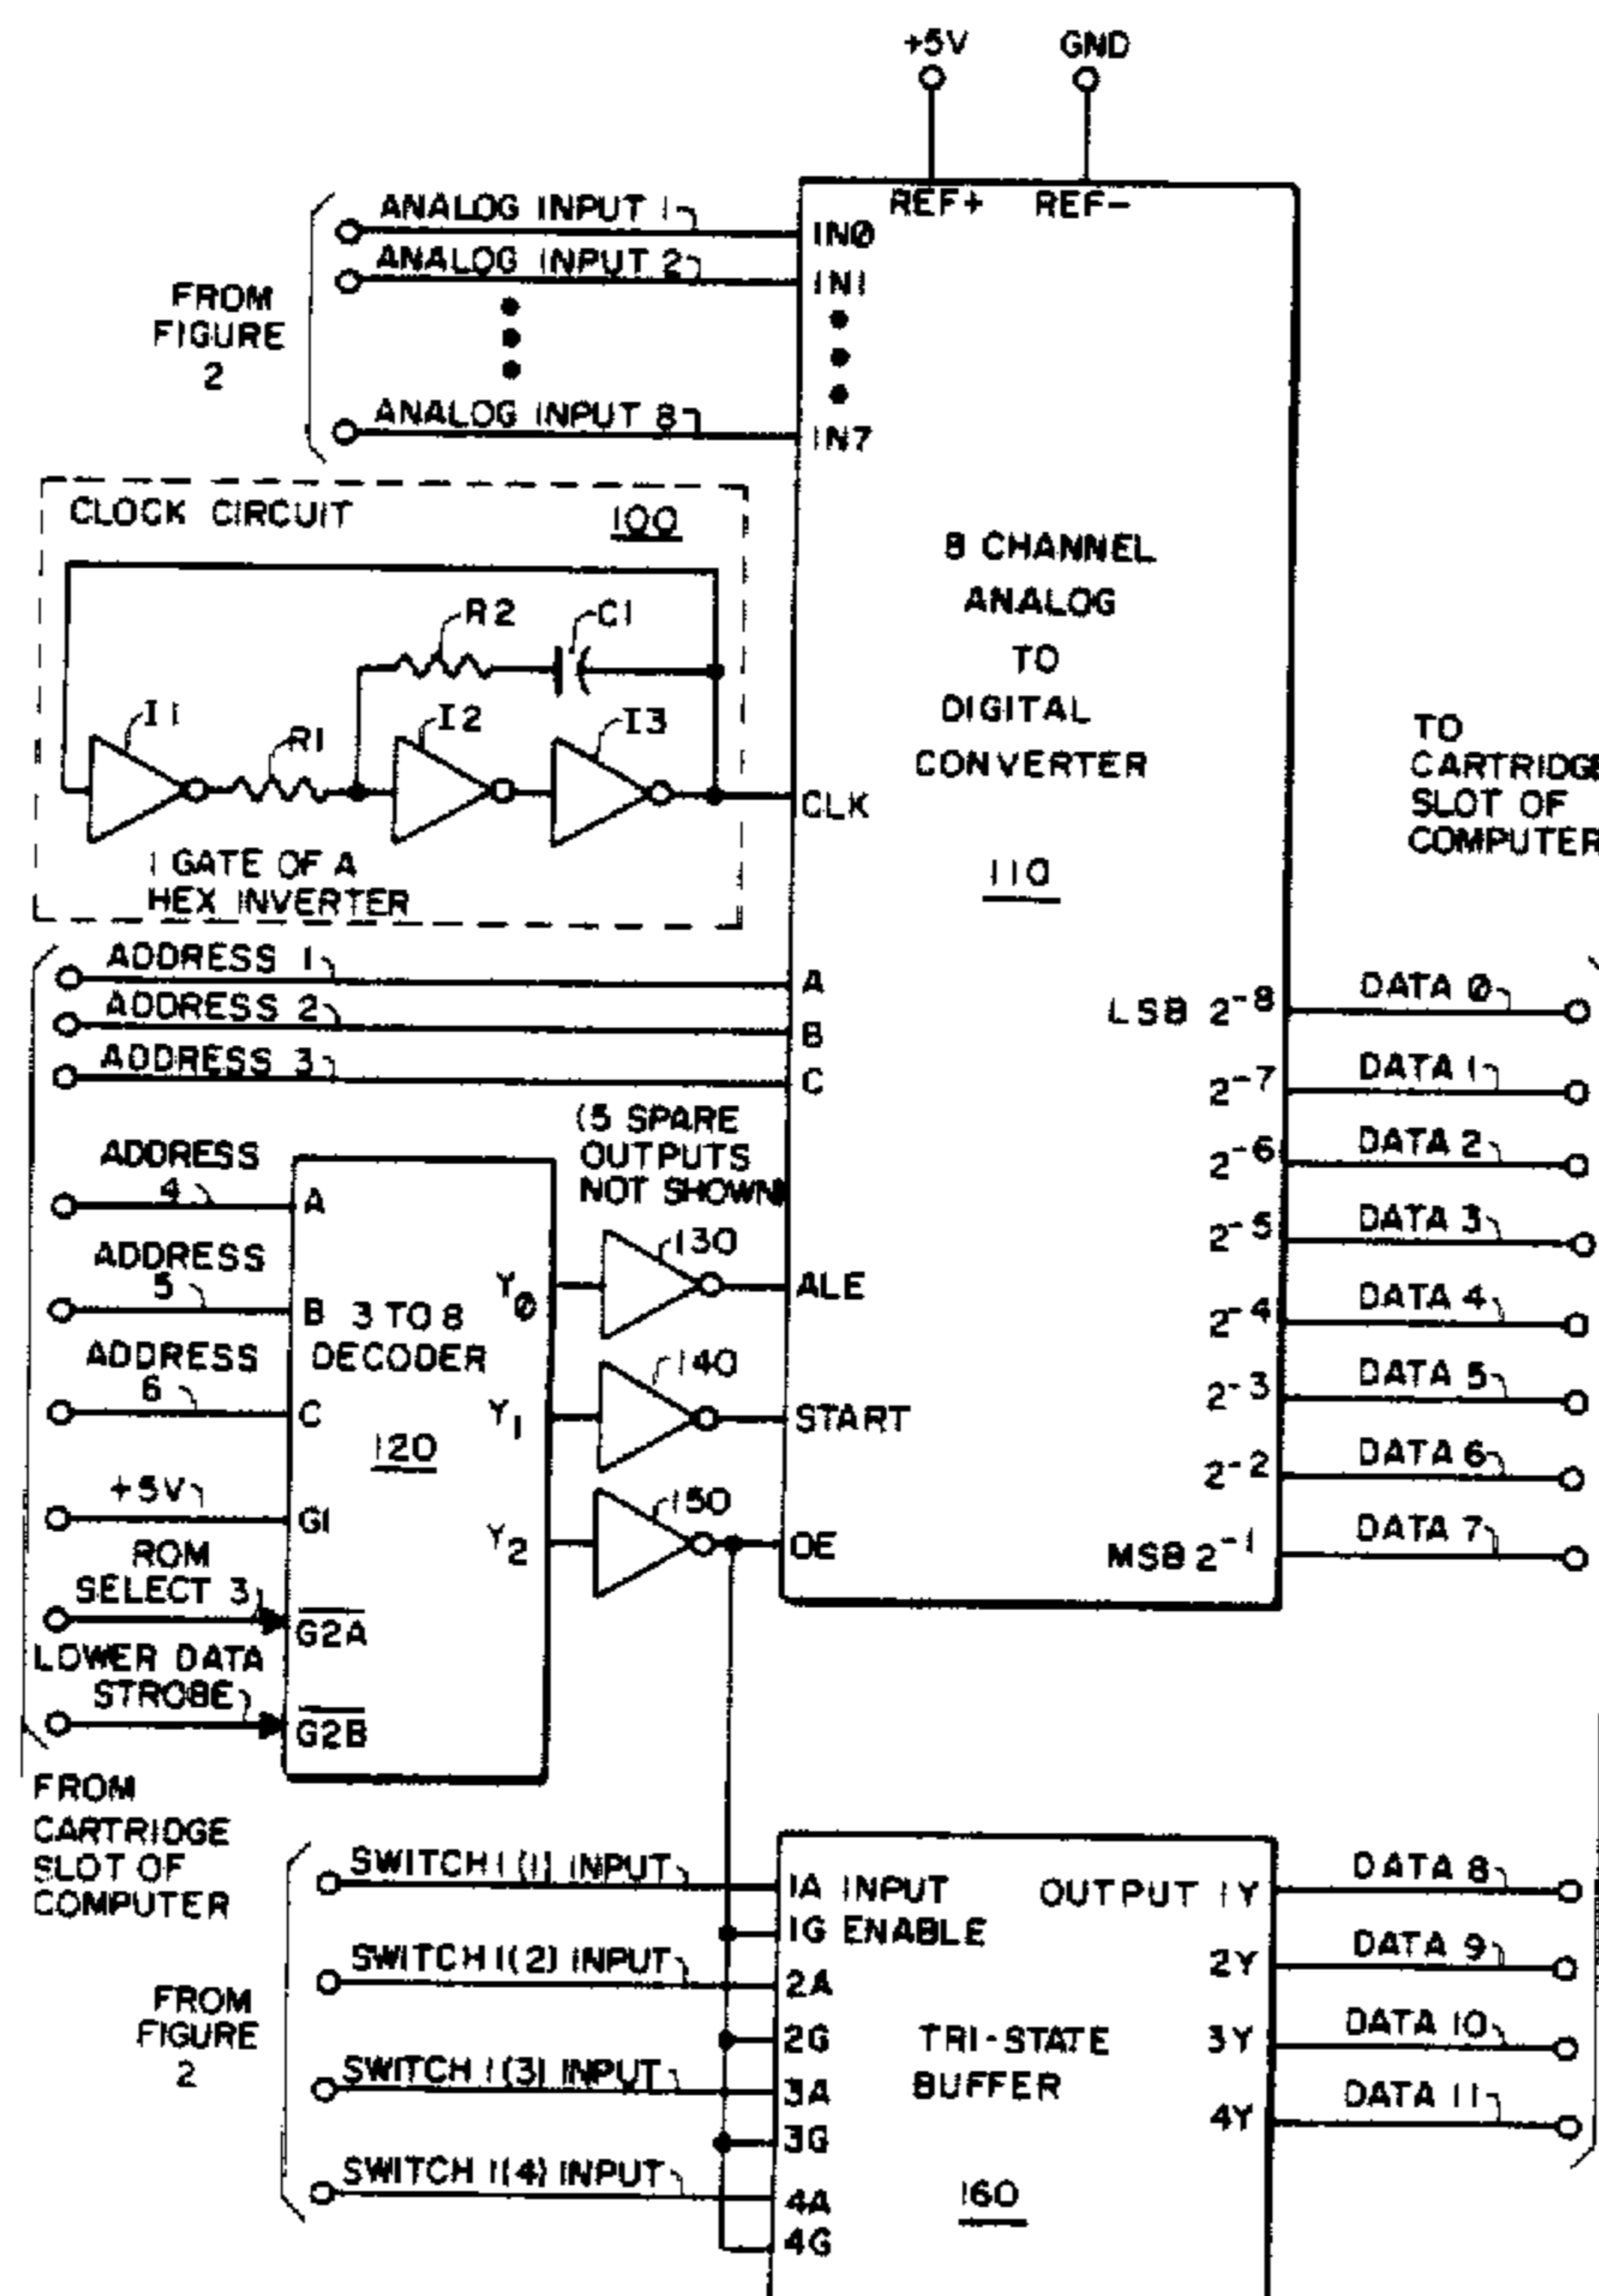 +5V GND
REF+ REF-
ANALOG INPUT 1
IN0
ANALOG INPUT 2
IN1
FROM
FIGURE
2
ANALOG INPUT 8
IN7
CLOCK CIRCUIT 100
R2 C1
I1 R1 I2 I3
1 GATE OF A
HEX INVERTER
CLK
8 CHANNEL
ANALOG
TO
DIGITAL
CONVERTER
110
TO
CARTRIDGE
SLOT OF
COMPUTER
ADDRESS 1
A
ADDRESS 2
B
ADDRESS 3
C
LSB 2-8 DATA 0
2-7 DATA 1
2-6 DATA 2
2-5 DATA 3
2-4 DATA 4
2-3 DATA 5
2-2 DATA 6
MSB 2-1 DATA 7
(5 SPARE
OUTPUTS
NOT SHOWN)
ADDRESS
4
A
ADDRESS
5
B
ADDRESS
6
C
3 TO 8
DECODER
120
+5V
G1
ROM
SELECT 3
G2A
LOWER DATA
STROBE
G2B
Y0 130 ALE
Y1 140 START
Y2 150 OE
FROM
CARTRIDGE
SLOT OF
COMPUTER
FROM
FIGURE
2
SWITCH 1(1) INPUT
1A INPUT
1G ENABLE
SWITCH 1(2) INPUT
2A
2G
SWITCH 1(3) INPUT
3A
3G
SWITCH 1(4) INPUT
4A
4G
TRI-STATE
BUFFER
160
OUTPUT 1Y DATA 8
2Y DATA 9
3Y DATA 10
4Y DATA 11